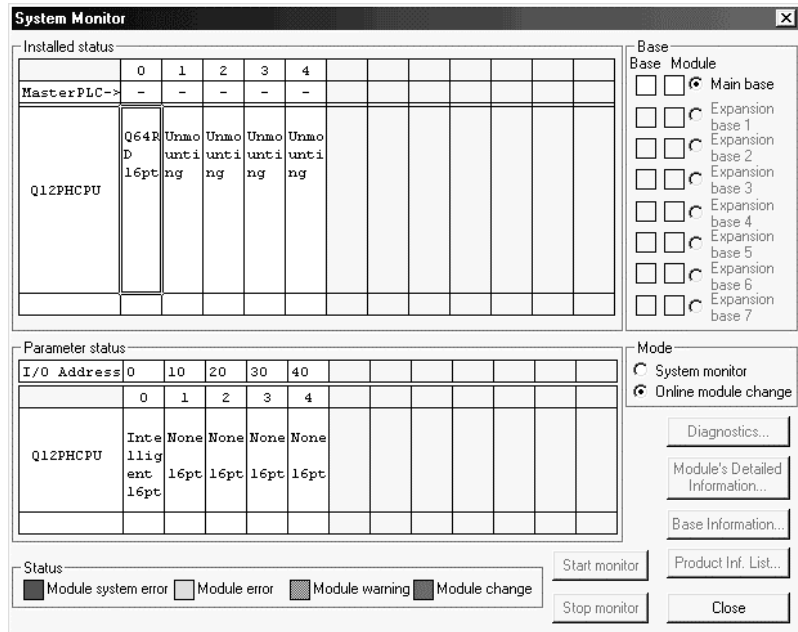 System Monitor
Installed status
0 1 2 3 4
MasterPLC-> - - - - -
Q12PHCPU
Q64R
D
16pt
Unmo
unti
ng
Unmo
unti
ng
Unmo
unti
ng
Unmo
unti
ng
Base
Base Module
Main base
Expansion
base 1
Expansion
base 2
Expansion
base 3
Expansion
base 4
Expansion
base 5
Expansion
base 6
Expansion
base 7
Parameter status
I/O Address 0 10 20 30 40
0 1 2 3 4
Q12PHCPU
Inte
llig
ent
16pt
None
16pt
None
16pt
None
16pt
None
16pt
Mode
System monitor
Online module change
Diagnostics...
Module's Detailed
Information...
Base Information...
Product Inf. List...
Close
Status
Module system error Module error Module warning Module change
Start monitor
Stop monitor